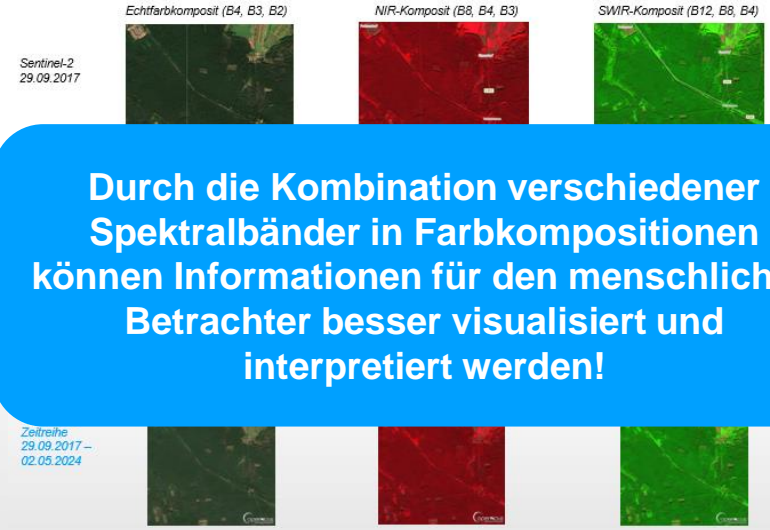 Echtfarbkomposit (B4, B3, B2)
NIR-Komposit (B8, B4, B3)
SWIR-Komposit (B12, B8, B4)
Sentinel-2
29.09.2017
Durch die Kombination verschiedener
Spektralbänder in Farbkompositionen
können Informationen für den menschlich
Betrachter besser visualisiert und
interpretiert werden!
Zeitreihe
29.09.2017 –
02.05.2024